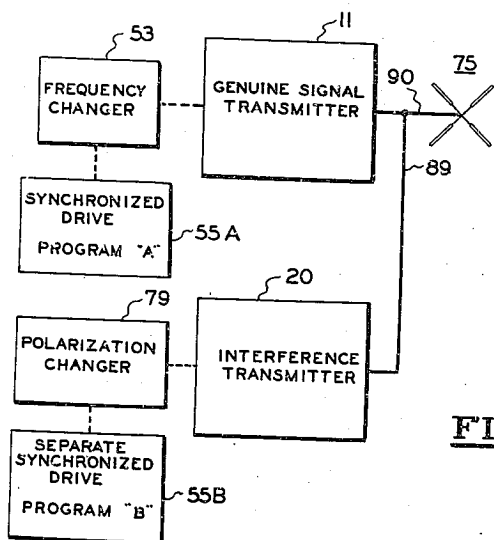 53
FREQUENCY
CHANGER
11
GENUINE SIGNAL
TRANSMITTER
90
75
89
SYNCHRONIZED
DRIVE
PROGRAM "A"
55A
79
POLARIZATION
CHANGER
20
INTERFERENCE
TRANSMITTER
SEPARATE
SYNCHRONIZED
DRIVE
PROGRAM "B"
55B
FI